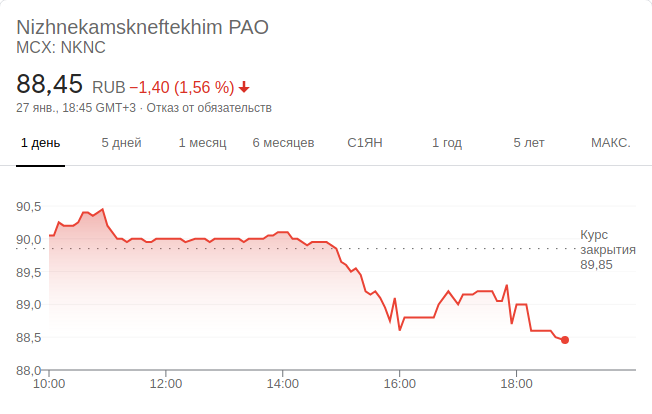 Nizhnekamskneftekhim PAO
MCX: NKNC
88,45 RUB −1,40 (1,56 %)
27 янв., 18:45 GMT+3 · Отказ от обязательств
1 день 5 дней 1 месяц 6 месяцев С1ЯН 1 год 5 лет МАКС.
90,5
Курс
90,0
закрытия
89,85
89,5
89,0
88,5
88,0
10:00 12:00 14:00 16:00 18:00